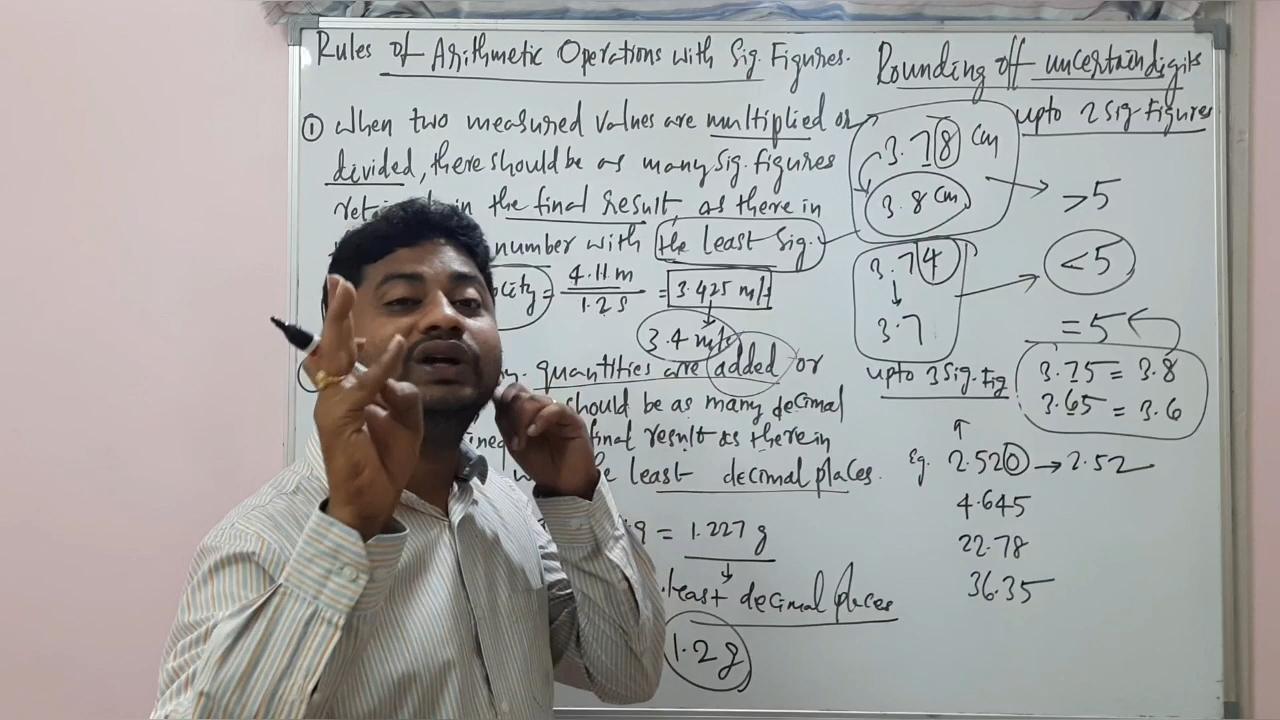 Rules of Arithmetic Operations with Sig. Figures.
① When two measured values are multiplied or
divided, there should be as many Sig. figures
in the final result, as there in
number with the least Sig.
= 4.11 m / 1.2 s = 3.425 m/s
3.4 m/s
quantities are added or
should be as many decimal
final result as there in
least decimal places.
= 1.227 g
least decimal places
1.2 g
Rounding off uncertain digits
upto 2 Sig Figures
3.78 cm
3.8 cm
>5
3.74
<5
3.7
=5
3.75 = 3.8
3.65 = 3.6
upto 3 Sig. Fig
Eg. 2.520 → 2.52
4.645
22.78
36.35